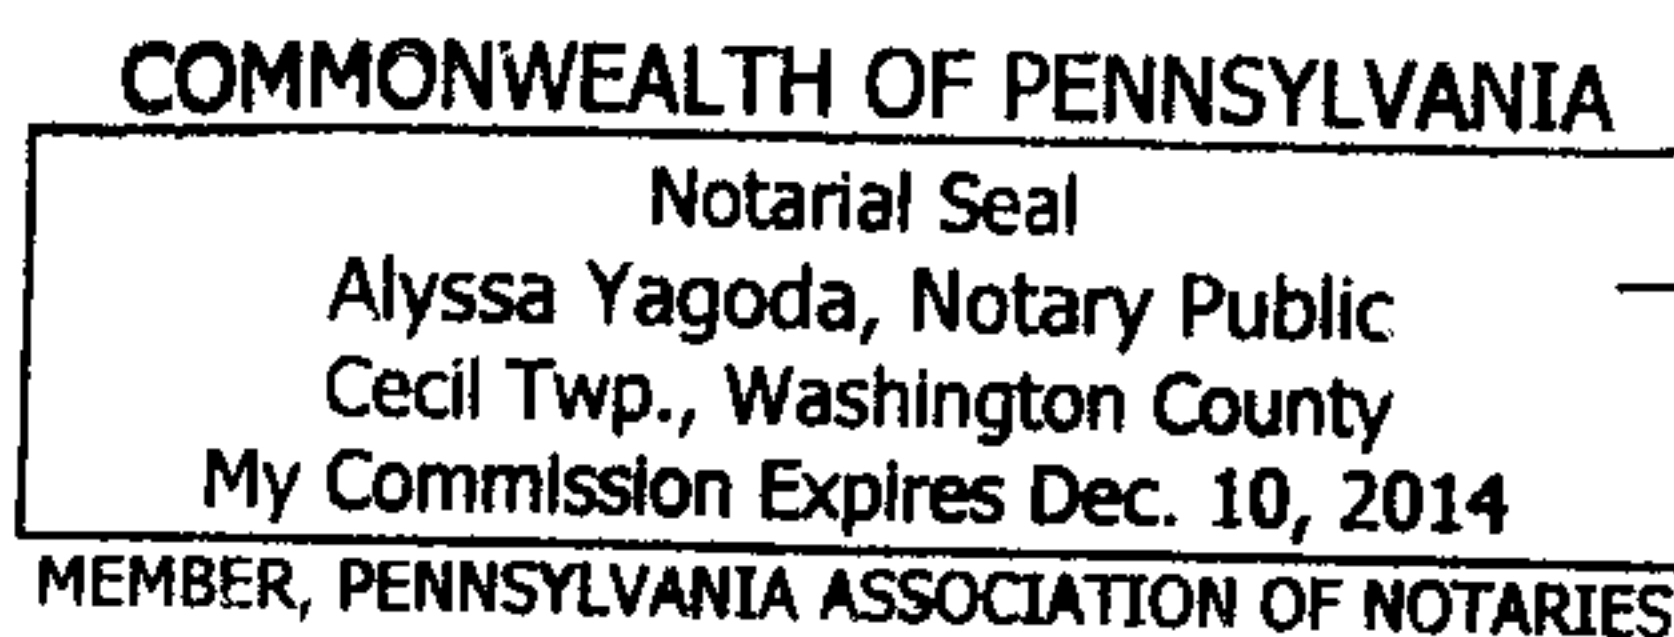 COMMONWEALTH OF PENNSYLVANIA
Notarial Seal
Alyssa Yagoda, Notary Public
Cecil Twp., Washington County
My Commission Expires Dec. 10, 2014
MEMBER, PENNSYLVANIA ASSOCIATION OF NOTARIES